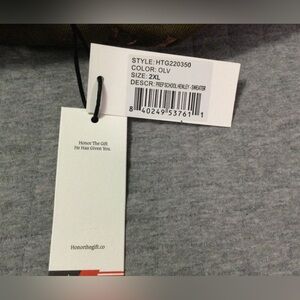 STYLE: HTG220350
COLOR: OLV
SIZE: 2XL
DESCR: PREP SCHOOL HENLEY - SWEATER
8 40249 53761 1
Honor The Gift
He Has Given You.
Honorthegift.co